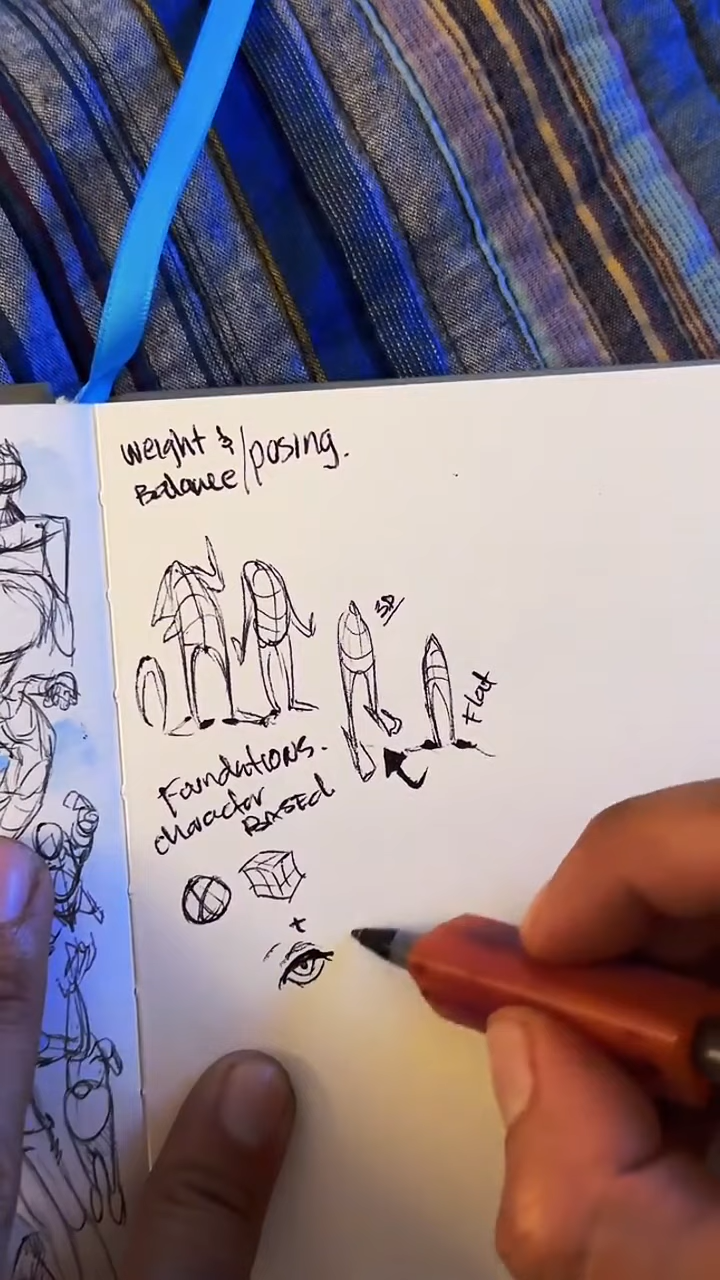 weight &
Balance/posing.
3D
Flat
Foundations.
character
BASEd
+